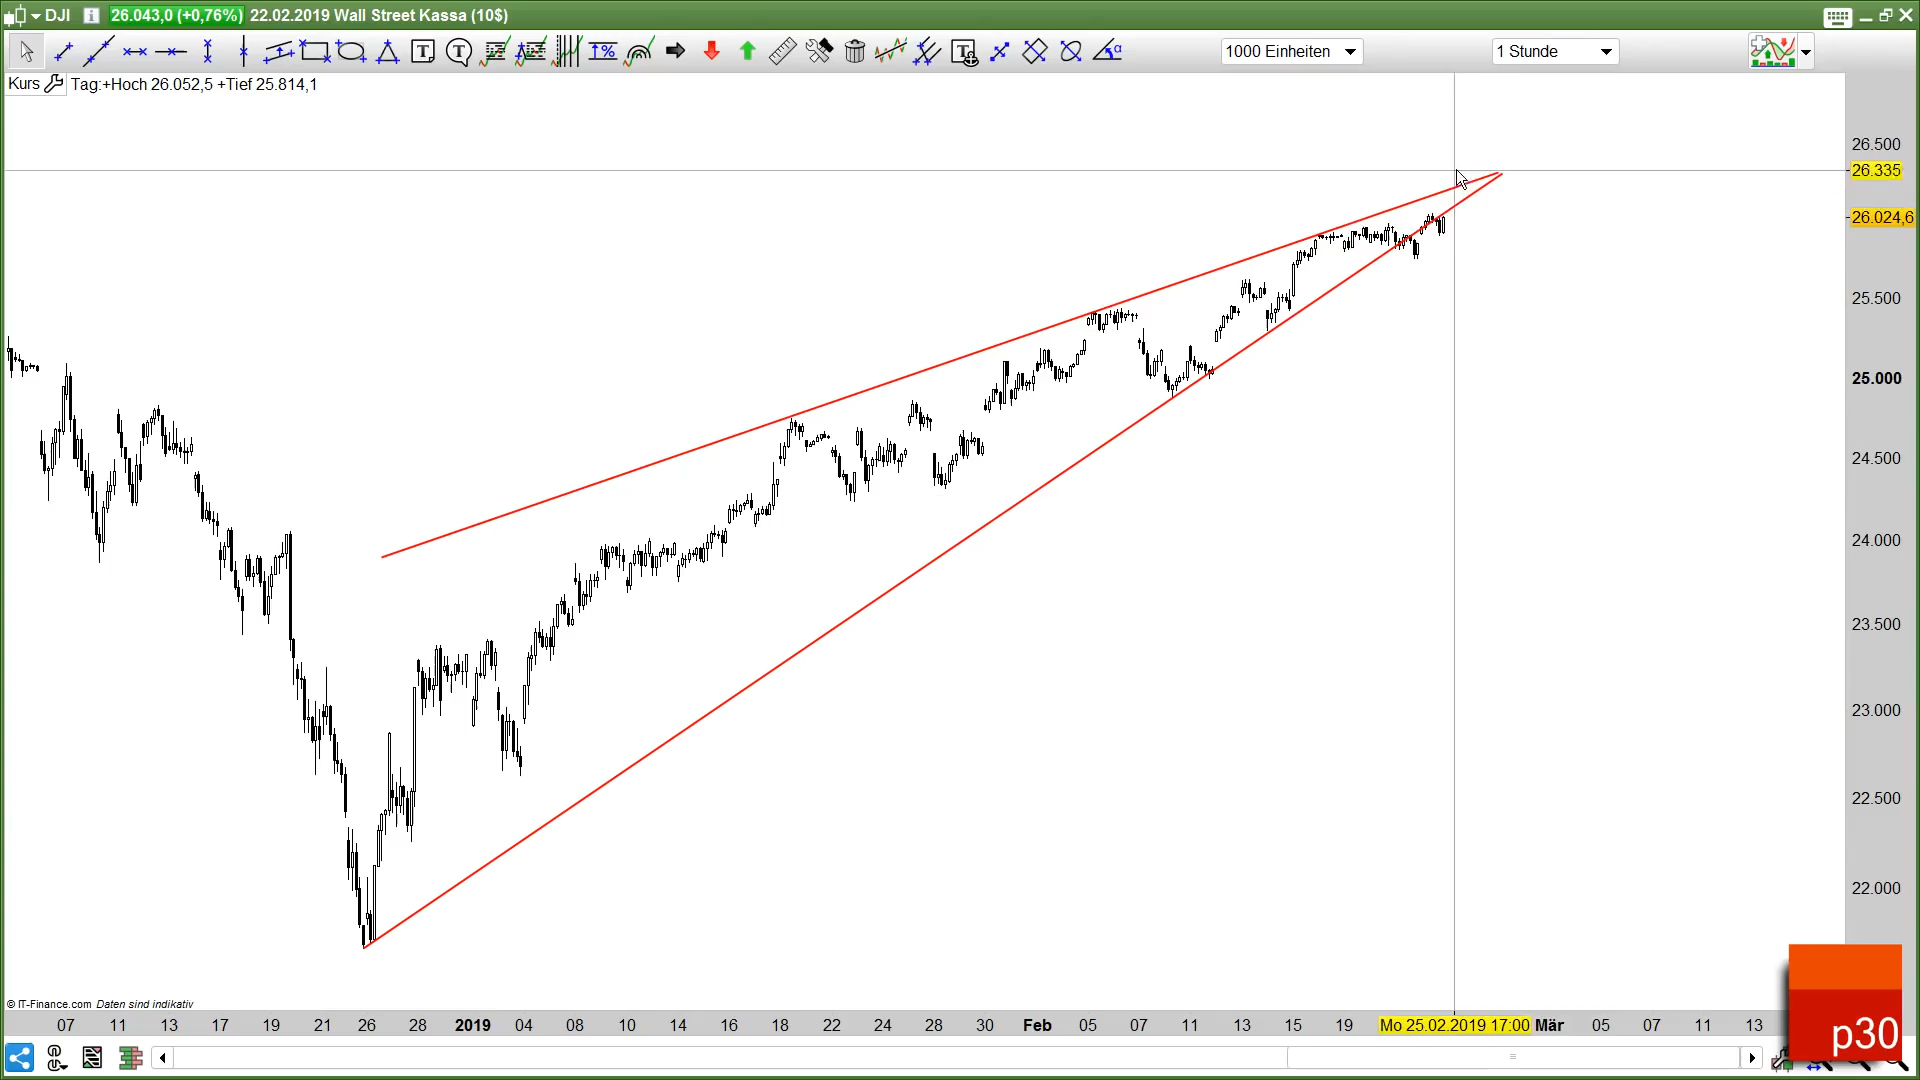 DJI 26.043,0 (+0,76%) 22.02.2019 Wall Street Kassa (10$)
1000 Einheiten
1 Stunde
Kurs Tag:+Hoch 26.052,5 +Tief 25.814,1
26.500
26.335
26.024,6
25.500
25.000
24.500
24.000
23.500
23.000
22.500
22.000
© IT-Finance.com Daten sind indikativ
07 11 13 17 19 21 26 28 2019 04 08 10 14 16 18 22 24 28 30 Feb 05 07 11 13 15 19 Mo 25.02.2019 17:00 Mär 05 07 11 13
p30